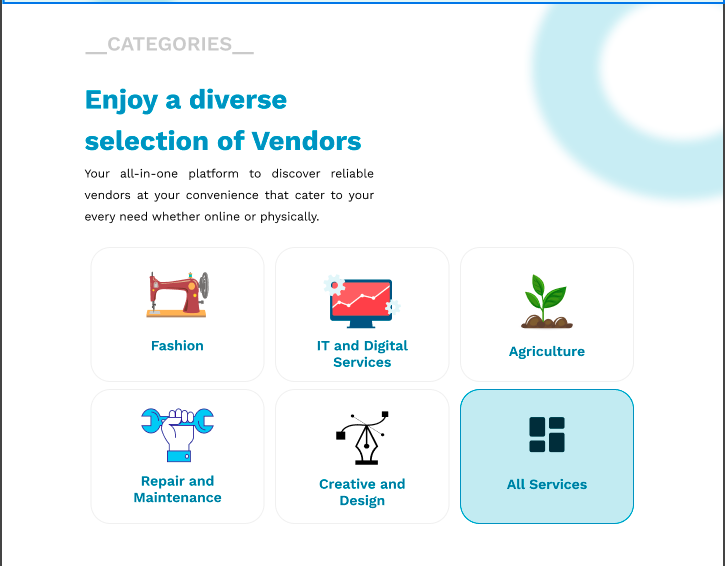 __CATEGORIES__
Enjoy a diverse
selection of Vendors
Your all-in-one platform to discover reliable
vendors at your convenience that cater to your
every need whether online or physically.
Fashion
IT and Digital
Services
Agriculture
Repair and
Maintenance
Creative and
Design
All Services